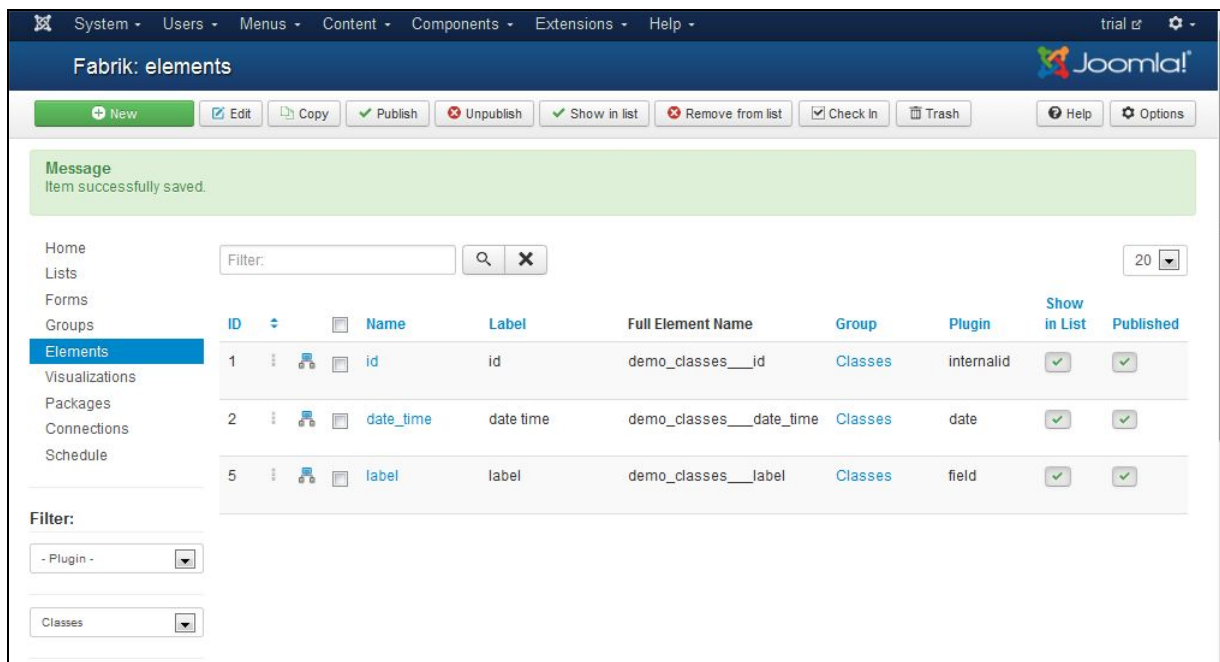 System Users Menus Content Components Extensions Help trial
Fabrik: elements Joomla!
New Edit Copy Publish Unpublish Show in list Remove from list Check In Trash Help Options
Message
Item successfully saved.
Home
Lists
Forms
Groups
Elements
Visualizations
Packages
Connections
Schedule
Filter:
- Plugin -
Classes
Filter: 20
ID Name Label Full Element Name Group Plugin Show in List Published
1 id id demo_classes___id Classes internalid
2 date_time date time demo_classes___date_time Classes date
5 label label demo_classes___label Classes field